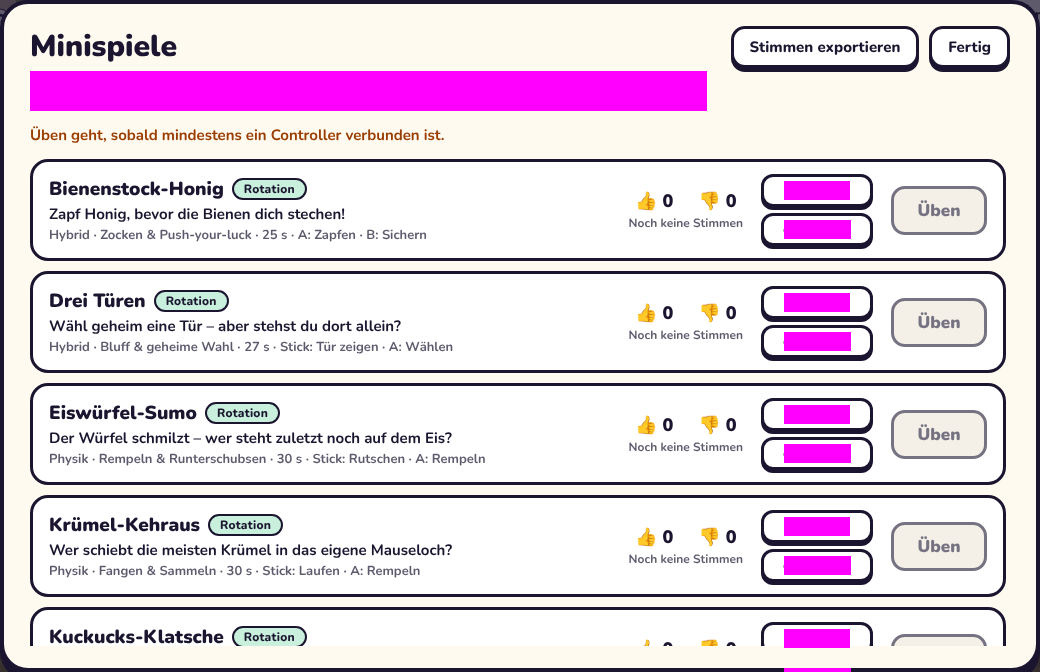 Minispiele
Stimmen exportieren
Fertig
Üben geht, sobald mindestens ein Controller verbunden ist.
Bienenstock-Honig
Rotation
Zapf Honig, bevor die Bienen dich stechen!
Hybrid · Zocken & Push-your-luck · 25 s · A: Zapfen · B: Sichern
👍 0 👎 0
Noch keine Stimmen
Üben
Drei Türen
Rotation
Wähl geheim eine Tür – aber stehst du dort allein?
Hybrid · Bluff & geheime Wahl · 27 s · Stick: Tür zeigen · A: Wählen
👍 0 👎 0
Noch keine Stimmen
Üben
Eiswürfel-Sumo
Rotation
Der Würfel schmilzt – wer steht zuletzt noch auf dem Eis?
Physik · Rempeln & Runterschubsen · 30 s · Stick: Rutschen · A: Rempeln
👍 0 👎 0
Noch keine Stimmen
Üben
Krümel-Kehraus
Rotation
Wer schiebt die meisten Krümel in das eigene Mauseloch?
Physik · Fangen & Sammeln · 30 s · Stick: Laufen · A: Rempeln
👍 0 👎 0
Noch keine Stimmen
Üben
Kuckucks-Klatsche
Rotation